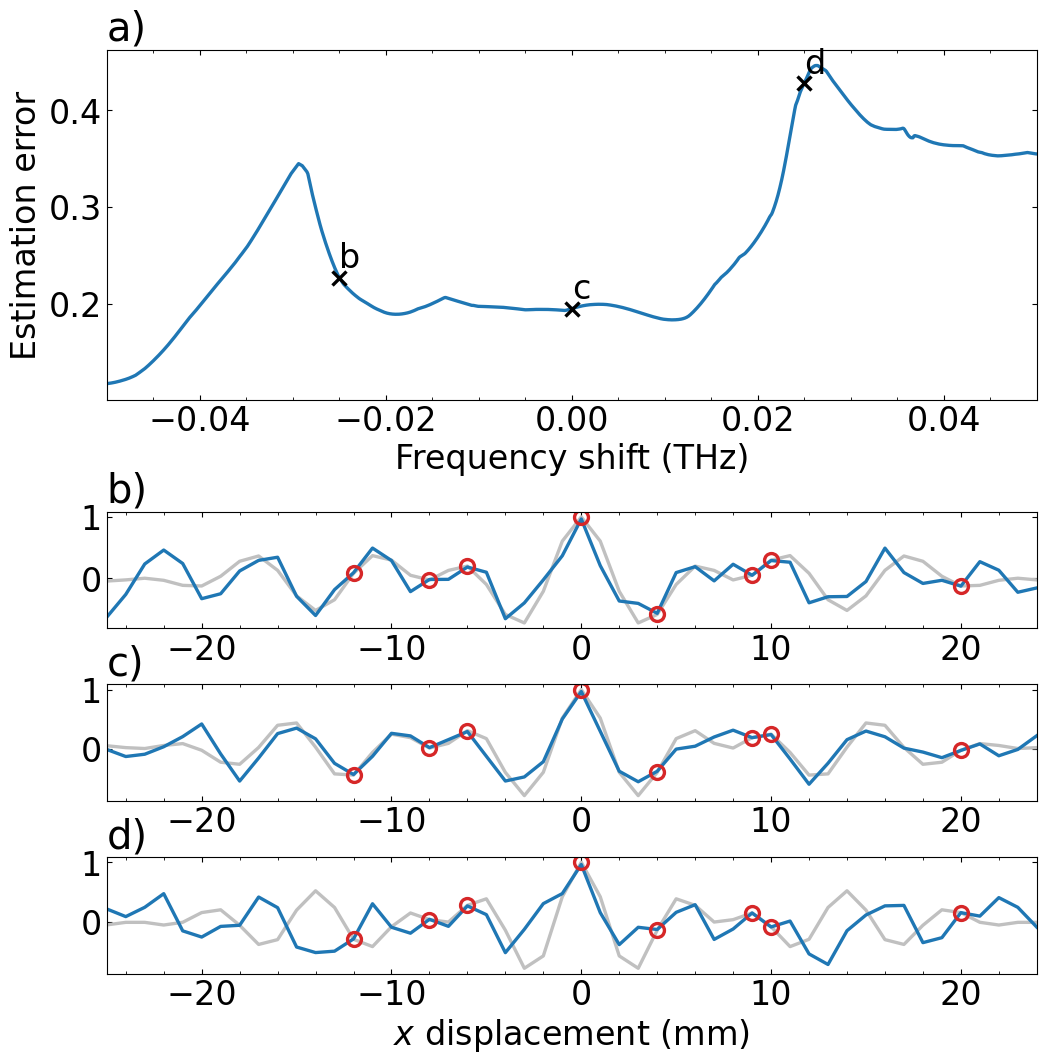 a)
Estimation error
0.4
0.3
0.2
b
c
d
−0.04 −0.02 0.00 0.02 0.04
Frequency shift (THz)
b)
1
0
−20 −10 0 10 20
c)
1
0
−20 −10 0 10 20
d)
1
0
−20 −10 0 10 20
x displacement (mm)